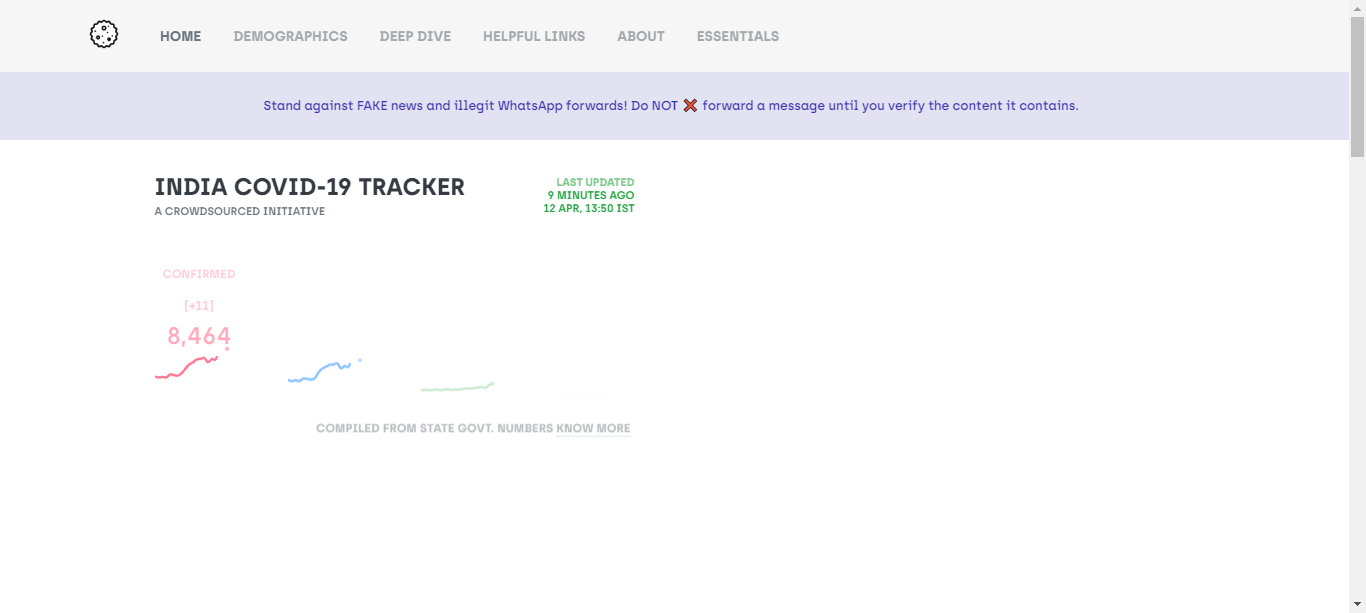 HOME DEMOGRAPHICS DEEP DIVE HELPFUL LINKS ABOUT ESSENTIALS
Stand against FAKE news and illegit WhatsApp forwards! Do NOT ❌ forward a message until you verify the content it contains.
INDIA COVID-19 TRACKER
A CROWDSOURCED INITIATIVE
LAST UPDATED
9 MINUTES AGO
12 APR, 13:50 IST
CONFIRMED
[+11]
8,464
COMPILED FROM STATE GOVT. NUMBERS KNOW MORE